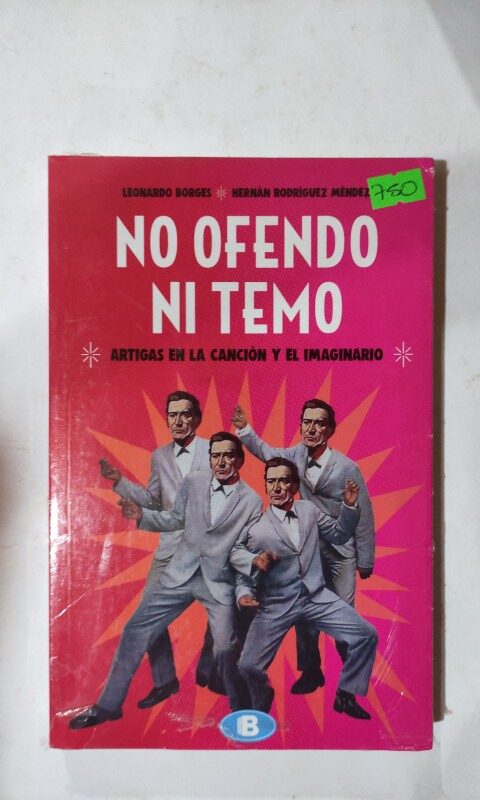 LEONARDO BORGES * HERNÁN RODRÍGUEZ MÉNDEZ
750
NO OFENDO
NI TEMO
* ARTIGAS EN LA CANCIÓN Y EL IMAGINARIO *
B